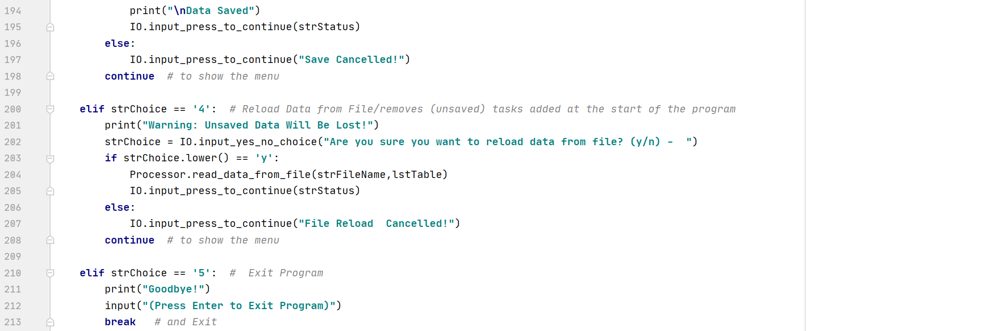 194                 print("\nData Saved")
195                 IO.input_press_to_continue(strStatus)
196             else:
197                 IO.input_press_to_continue("Save Cancelled!")
198             continue  # to show the menu
199
200         elif strChoice == '4':  # Reload Data from File/removes (unsaved) tasks added at the start of the program
201             print("Warning: Unsaved Data Will Be Lost!")
202             strChoice = IO.input_yes_no_choice("Are you sure you want to reload data from file? (y/n) -  ")
203             if strChoice.lower() == 'y':
204                 Processor.read_data_from_file(strFileName,lstTable)
205                 IO.input_press_to_continue(strStatus)
206             else:
207                 IO.input_press_to_continue("File Reload  Cancelled!")
208             continue  # to show the menu
209
210         elif strChoice == '5':  #  Exit Program
211             print("Goodbye!")
212             input("(Press Enter to Exit Program)")
213             break   # and Exit